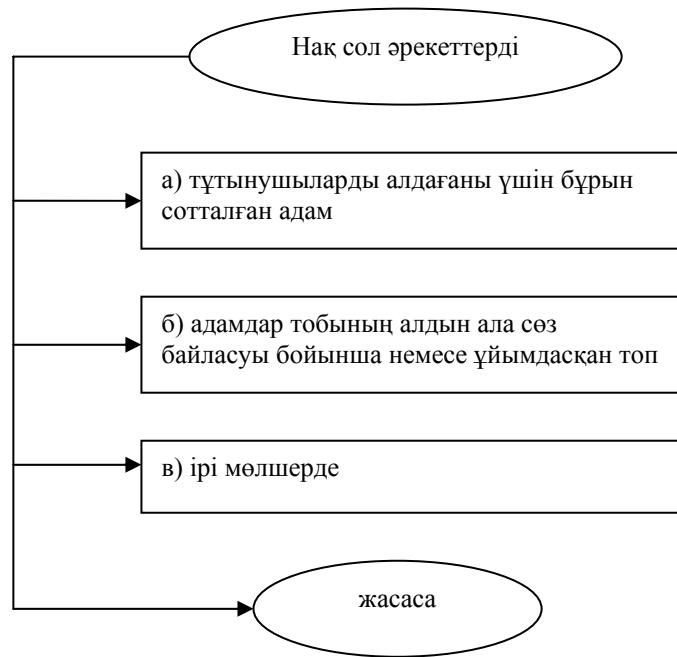 Нақ сол әрекеттерді
а) тұтынушыларды алдағаны үшін бұрын
сотталған адам
б) адамдар тобының алдын ала сөз
байласуы бойынша немесе ұйымдасқан топ
в) ірі мөлшерде
жасаса